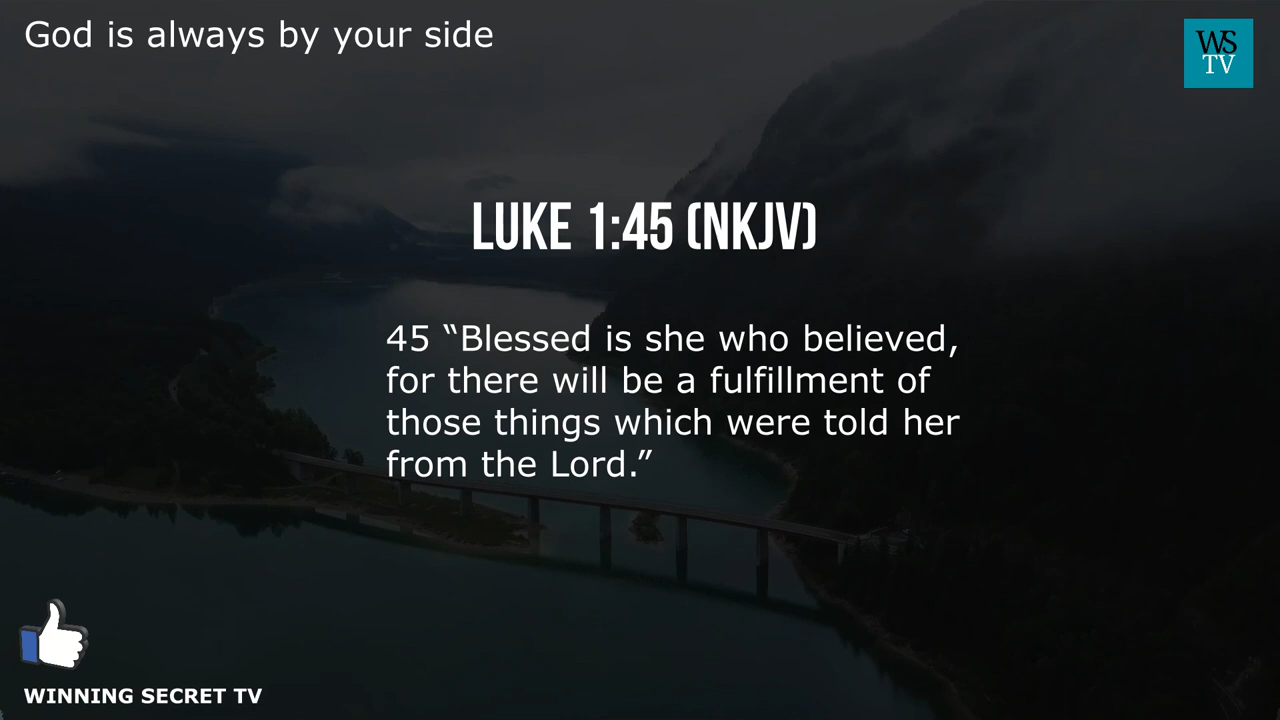 God is always by your side
WS
TV
LUKE 1:45 (NKJV)
45 “Blessed is she who believed,
for there will be a fulfillment of
those things which were told her
from the Lord.”
WINNING SECRET TV